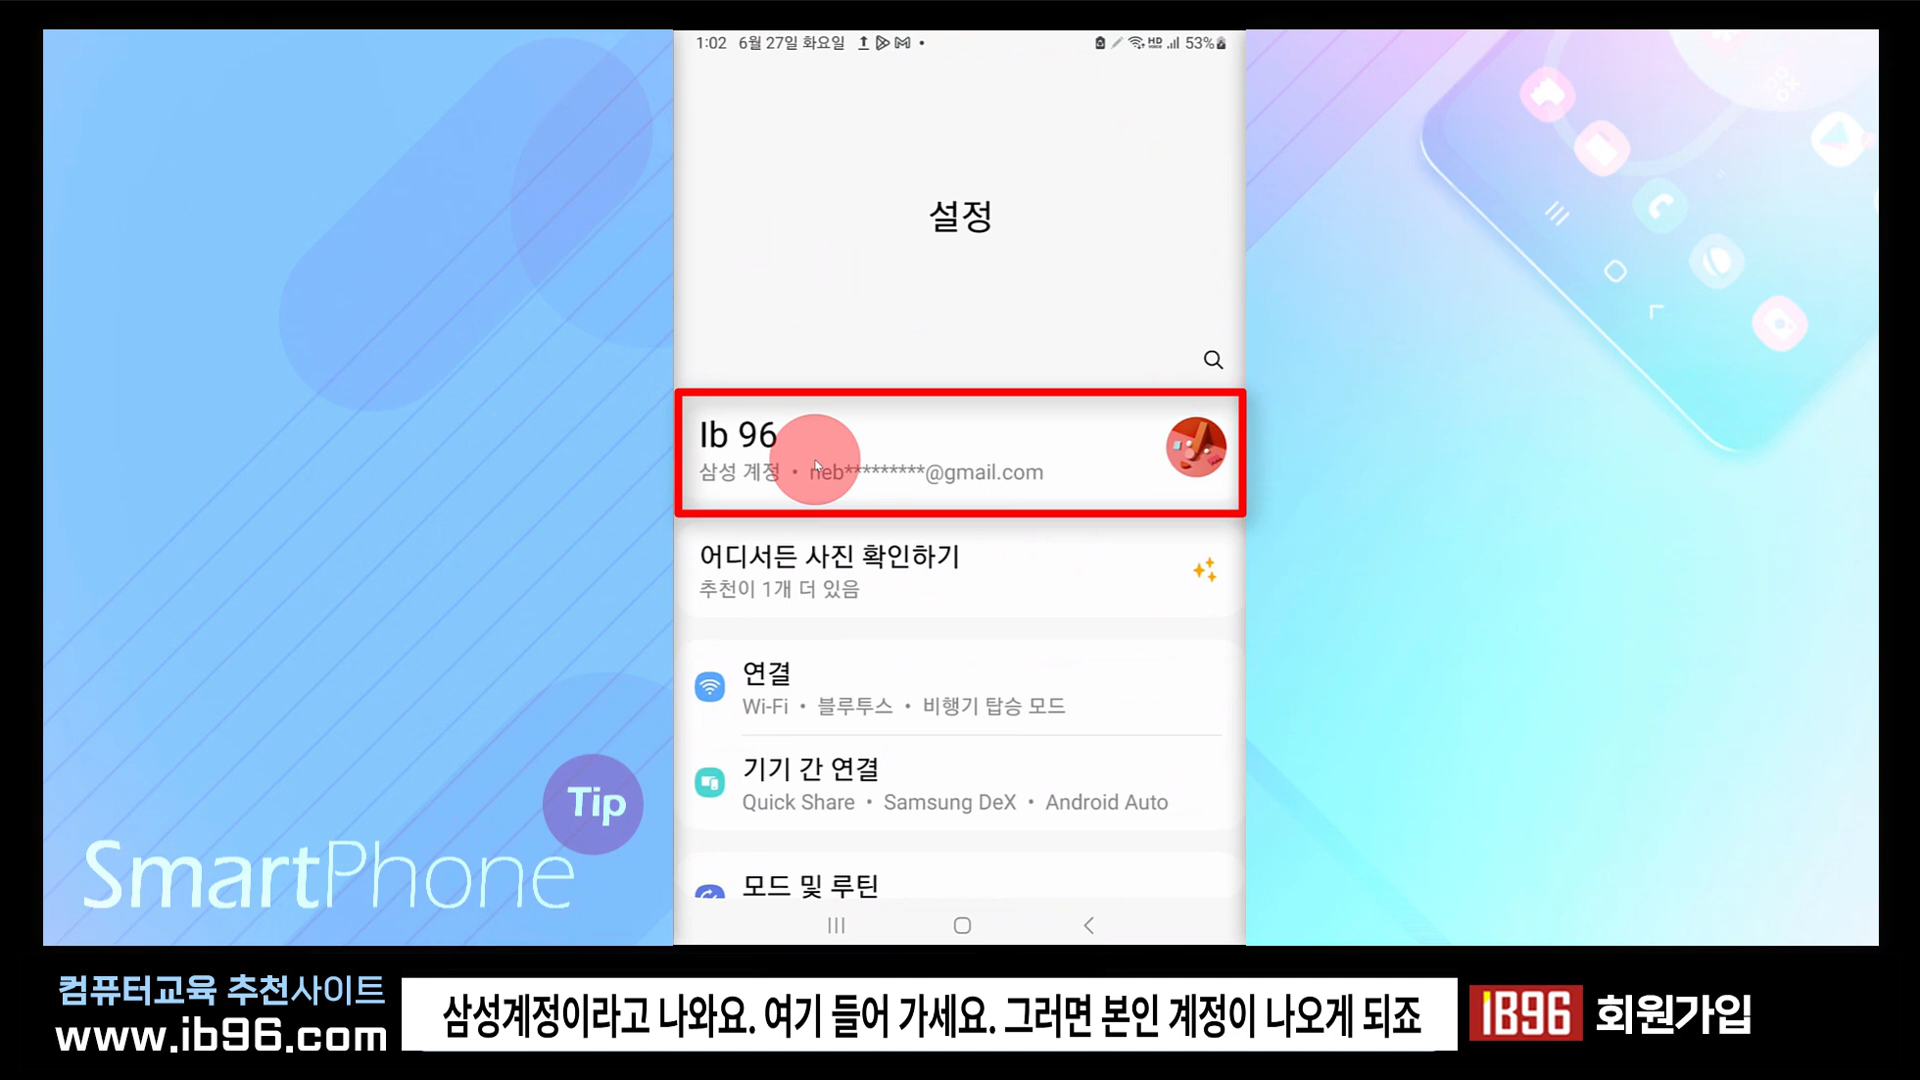 1:02 6월 27일 화요일
53%
설정
Ib 96
삼성 계정 • neb*********@gmail.com
어디서든 사진 확인하기
추천이 1개 더 있음
연결
Wi-Fi • 블루투스 • 비행기 탑승 모드
기기 간 연결
Quick Share • Samsung DeX • Android Auto
모드 및 루틴
Tip
SmartPhone
컴퓨터교육 추천사이트
www.ib96.com
삼성계정이라고 나와요. 여기 들어 가세요. 그러면 본인 계정이 나오게 되죠
IB96 회원가입